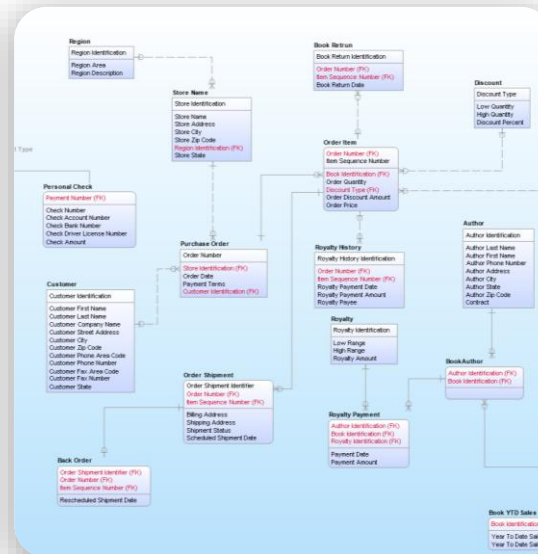 Region
Region Identification
Region Area
Region Description
Store Name
Store Identification
Store Name
Store Address
Store City
Store Zip Code
Region Identification (FK)
Store State
Book Retrun
Book Return Identification
Order Number (FK)
Item Sequence Number (FK)
Book Return Date
Discount
Discount Type
Low Quantity
High Quantity
Discount Percent
Order Item
Order Number (FK)
Item Sequence Number
Book Identification (FK)
Order Quantity
Discount Type (FK)
Order Discount Amount
Order Price
Type
Personal Check
Payment Number (FK)
Check Number
Check Account Number
Check Bank Number
Check Driver License Number
Check Amount
Purchase Order
Order Number
Store Identification (FK)
Order Date
Payment Terms
Customer Identification (FK)
Author
Author Identification
Author Last Name
Author First Name
Author Phone Number
Author Address
Author City
Author State
Author Zip Code
Contract
Royalty History
Royalty History Identification
Order Number (FK)
Item Sequence Number (FK)
Royalty Payment Date
Royalty Payment Amount
Royalty Payee
Customer
Customer Identification
Customer First Name
Customer Last Name
Customer Company Name
Customer Street Address
Customer City
Customer Zip Code
Customer Phone Area Code
Customer Phone Number
Customer Fax Area Code
Customer Fax Number
Customer State
Royalty
Royalty Identification
Low Range
High Range
Royalty Amount
BookAuthor
Author Identification (FK)
Book Identification (FK)
Order Shipment
Order Shipment Identifier
Order Number (FK)
Item Sequence Number (FK)
Billing Address
Shipping Address
Shipment Status
Scheduled Shipment Date
Royalty Payment
Author Identification (FK)
Book Identification (FK)
Royalty Identification (FK)
Payment Date
Payment Amount
Back Order
Order Shipment Identifier (FK)
Order Number (FK)
Item Sequence Number (FK)
Rescheduled Shipment Date
Book YTD Sales
Book Identification
Year To Date Sal
Year To Date Sal